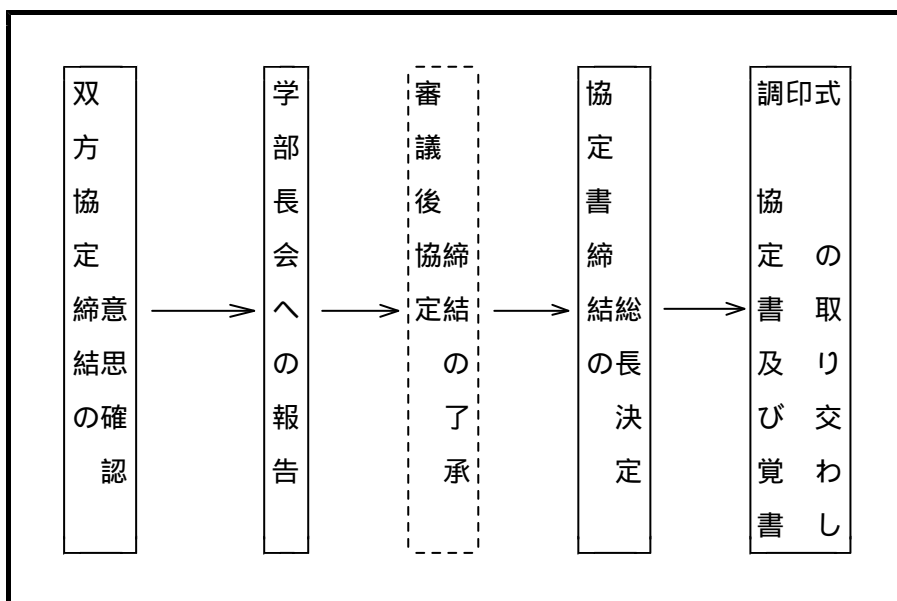 双方協定締結の
意思確認
学部長会への報告
審議後協定
締結の了承
協定書締結の
総長決定
調印式
協定書及び覚書
の取り交わし